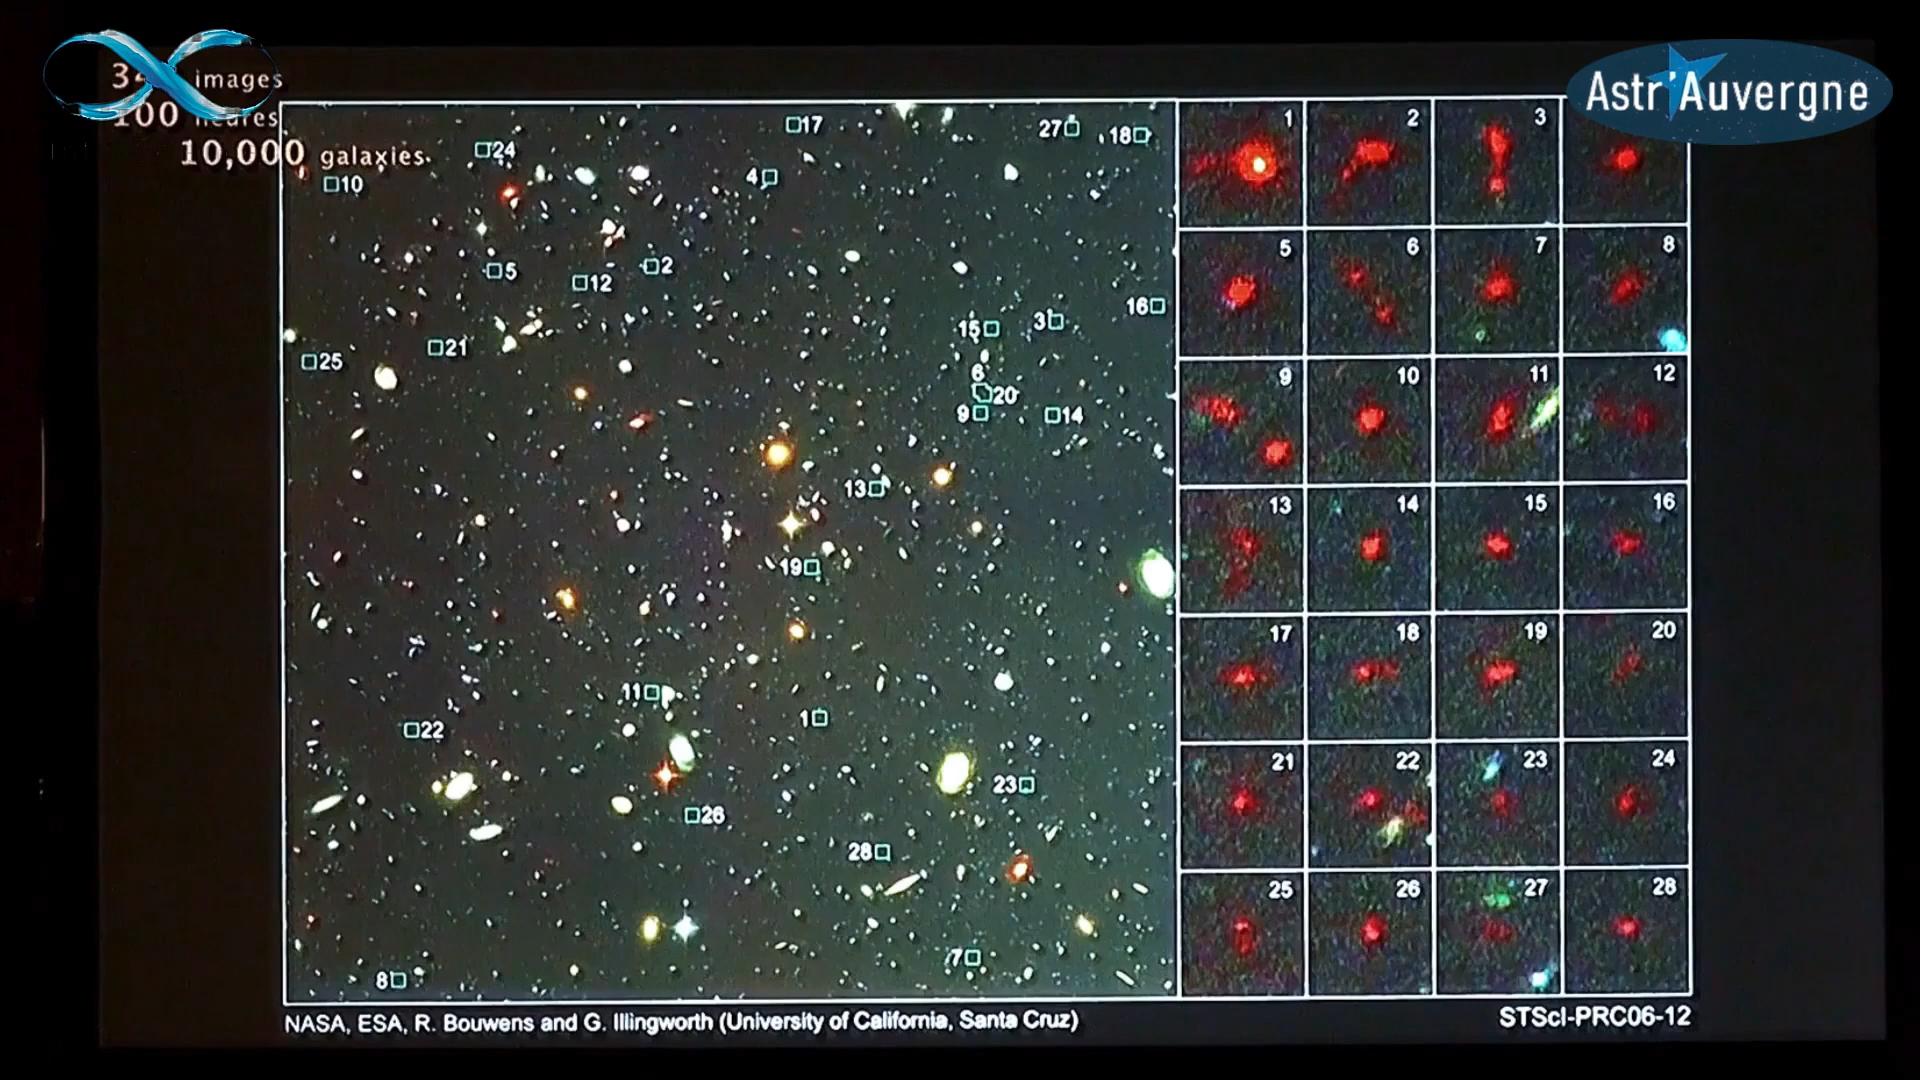 images
100 heures
10,000 galaxies
Astr'Auvergne
17
27
18
24
4
10
5
12
2
16
15
3
25
21
6
20
9
14
13
19
11
1
22
23
26
28
7
8
1 2 3
5 6 7 8
9 10 11 12
13 14 15 16
17 18 19 20
21 22 23 24
25 26 27 28
NASA, ESA, R. Bouwens and G. Illingworth (University of California, Santa Cruz)
STScI-PRC06-12